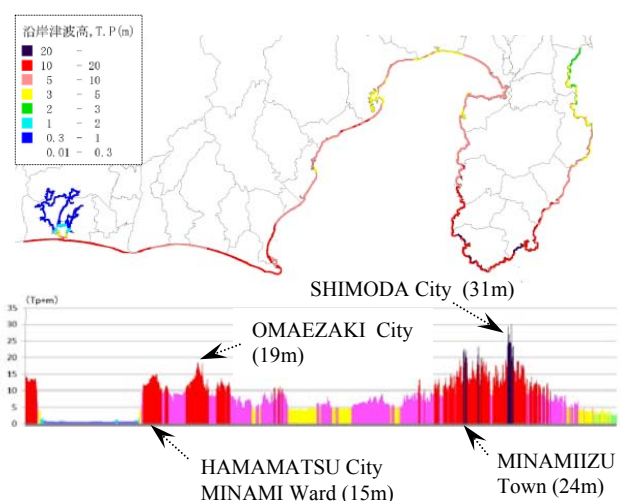 沿岸津波高, T.P(m)
20 -
10 - 20
5 - 10
3 - 5
2 - 3
1 - 2
0.3 - 1
0.01 - 0.3
SHIMODA City (31m)
(Tp+m)
OMAEZAKI City
(19m)
35
30
25
20
15
10
5
0
HAMAMATSU City
MINAMI Ward (15m)
MINAMIIZU
Town (24m)